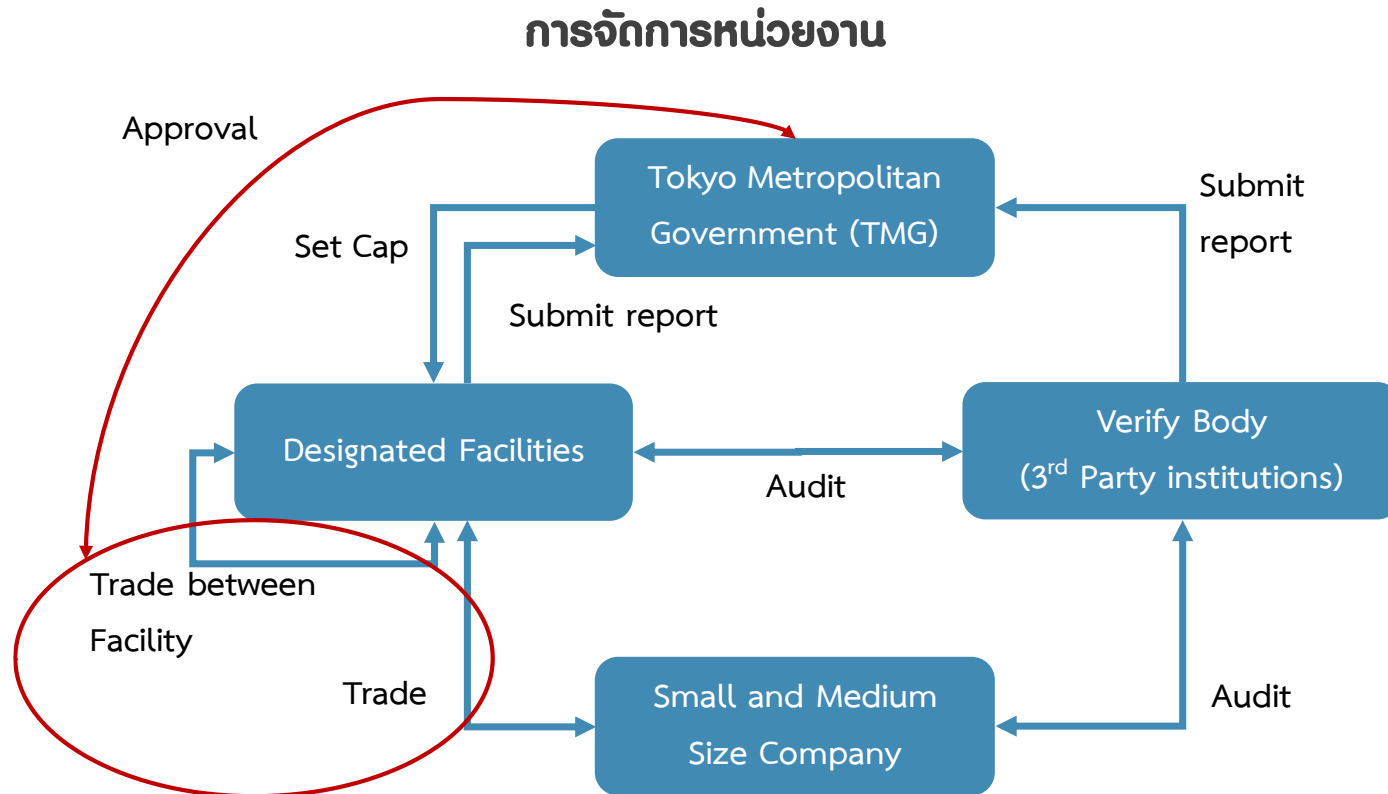 การจัดการหน่วยงาน
Approval
Tokyo Metropolitan
Government (TMG)
Submit
report
Set Cap
Submit report
Designated Facilities
Verify Body
(3rd Party institutions)
Audit
Trade between
Facility
Trade
Small and Medium
Size Company
Audit